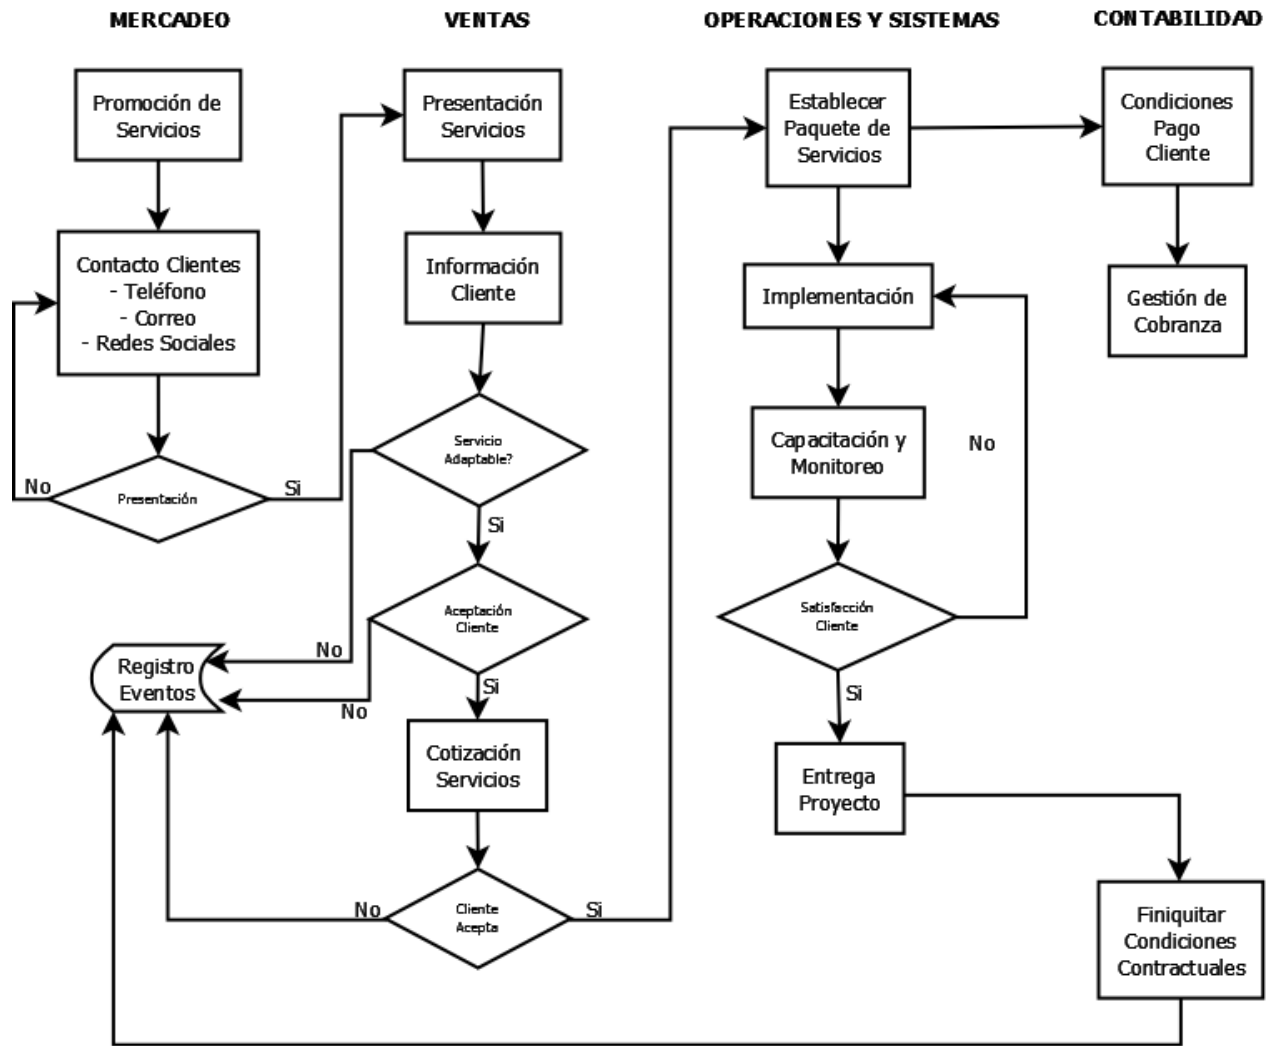 MERCADEO
VENTAS
OPERACIONES Y SISTEMAS
CONTABILIDAD
Promoción de
Servicios
Contacto Clientes
- Teléfono
- Correo
- Redes Sociales
No
Presentación
Si
Registro
Eventos
Presentación
Servicios
Información
Cliente
Servicio
Adaptable?
No
Si
Aceptación
Cliente
No
Si
Cotización
Servicios
No
Cliente
Acepta
Si
Establecer
Paquete de
Servicios
Implementación
Capacitación y
Monitoreo
No
Satisfacción
Cliente
Si
Entrega
Proyecto
Condiciones
Pago
Cliente
Gestión de
Cobranza
Finiquitar
Condiciones
Contractuales